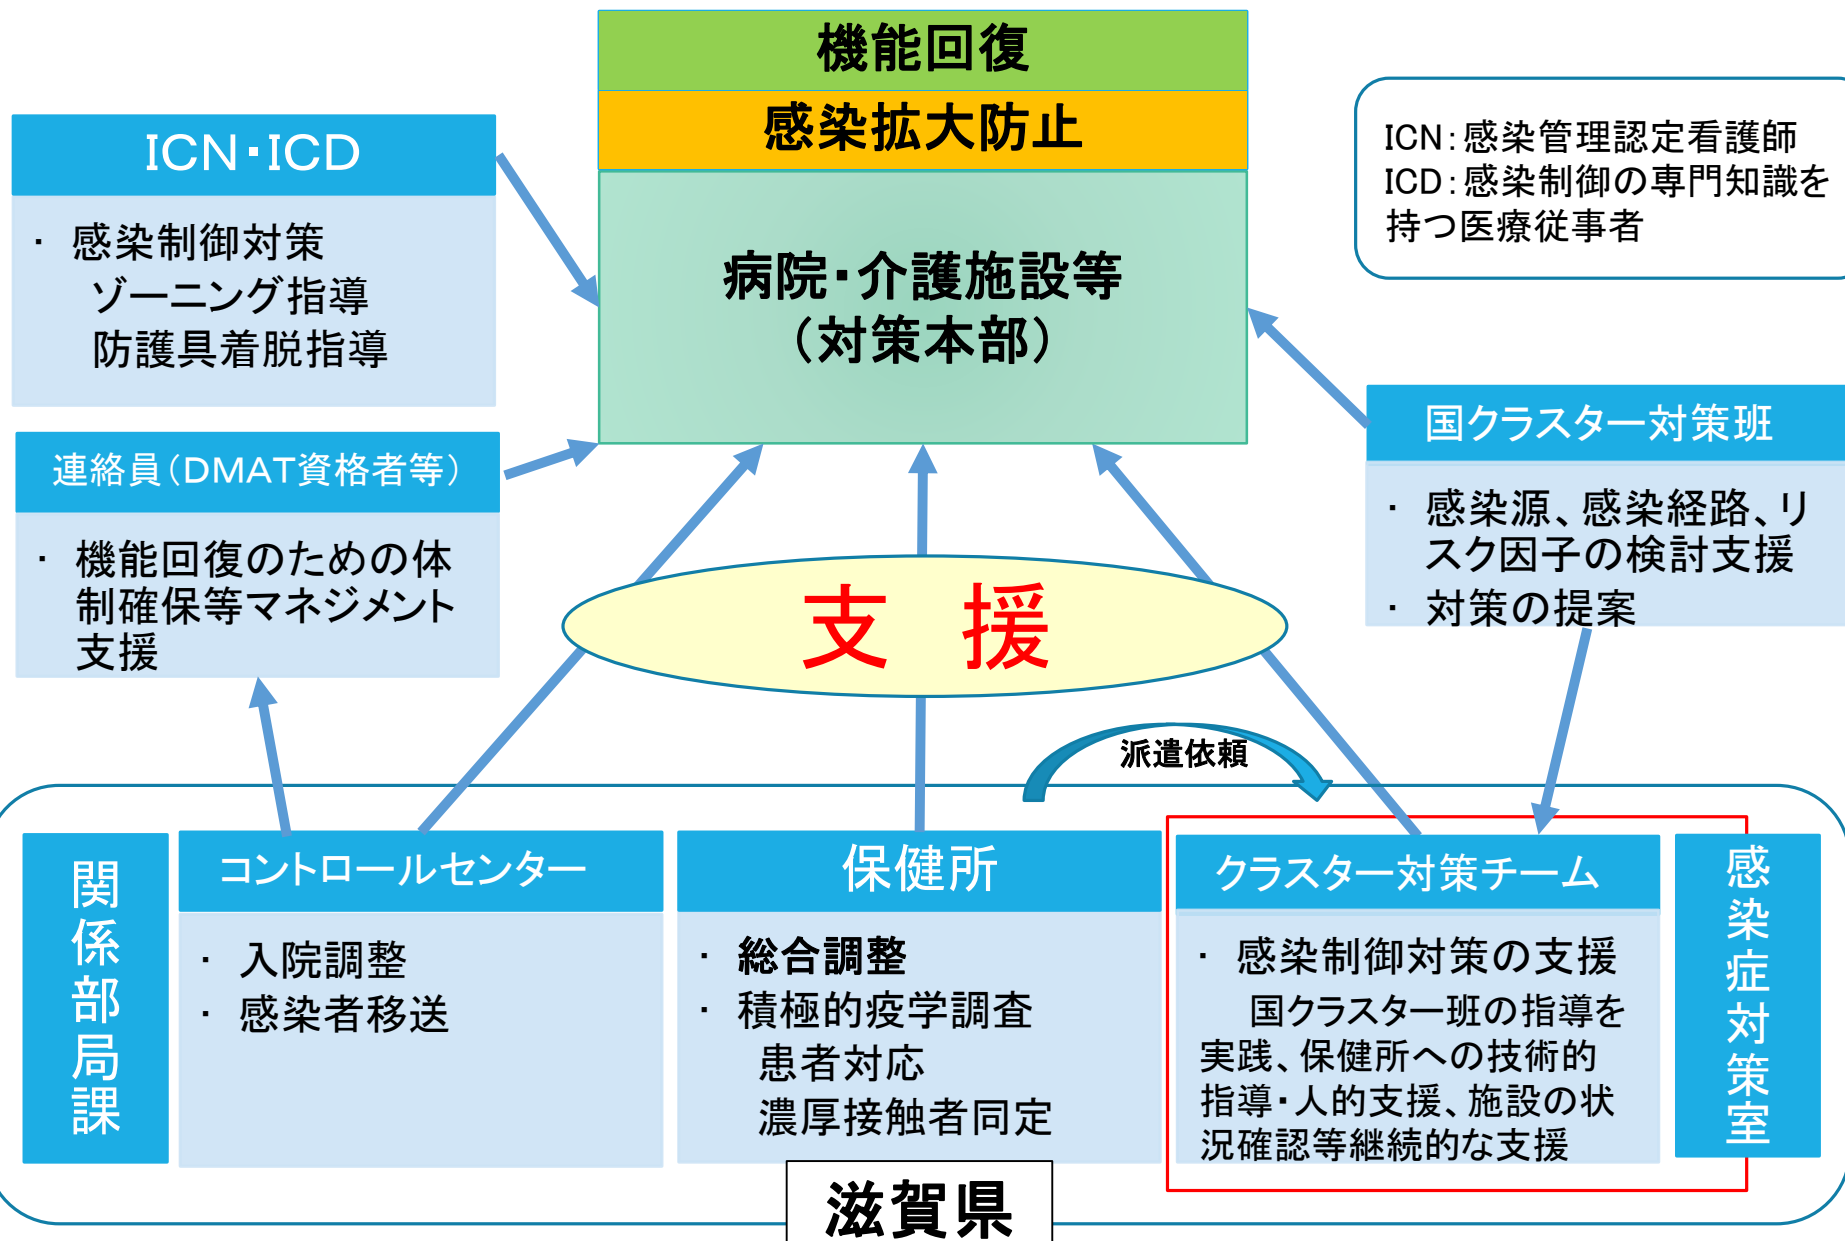 機能回復
感染拡大防止
病院・介護施設等
（対策本部）
ICN・ICD
・ 感染制御対策
ゾーニング指導
防護具着脱指導
ICN：感染管理認定看護師
ICD：感染制御の専門知識を
持つ医療従事者
連絡員（DMAT資格者等）
・ 機能回復のための体
制確保等マネジメント
支援
国クラスター対策班
・ 感染源、感染経路、リ
スク因子の検討支援
・ 対策の提案
支 援
派遣依頼
関係部局課
コントロールセンター
・ 入院調整
・ 感染者移送
保健所
・ 総合調整
・ 積極的疫学調査
患者対応
濃厚接触者同定
クラスター対策チーム
・ 感染制御対策の支援
国クラスター班の指導を
実践、保健所への技術的
指導・人的支援、施設の状
況確認等継続的な支援
感染症対策室
滋賀県